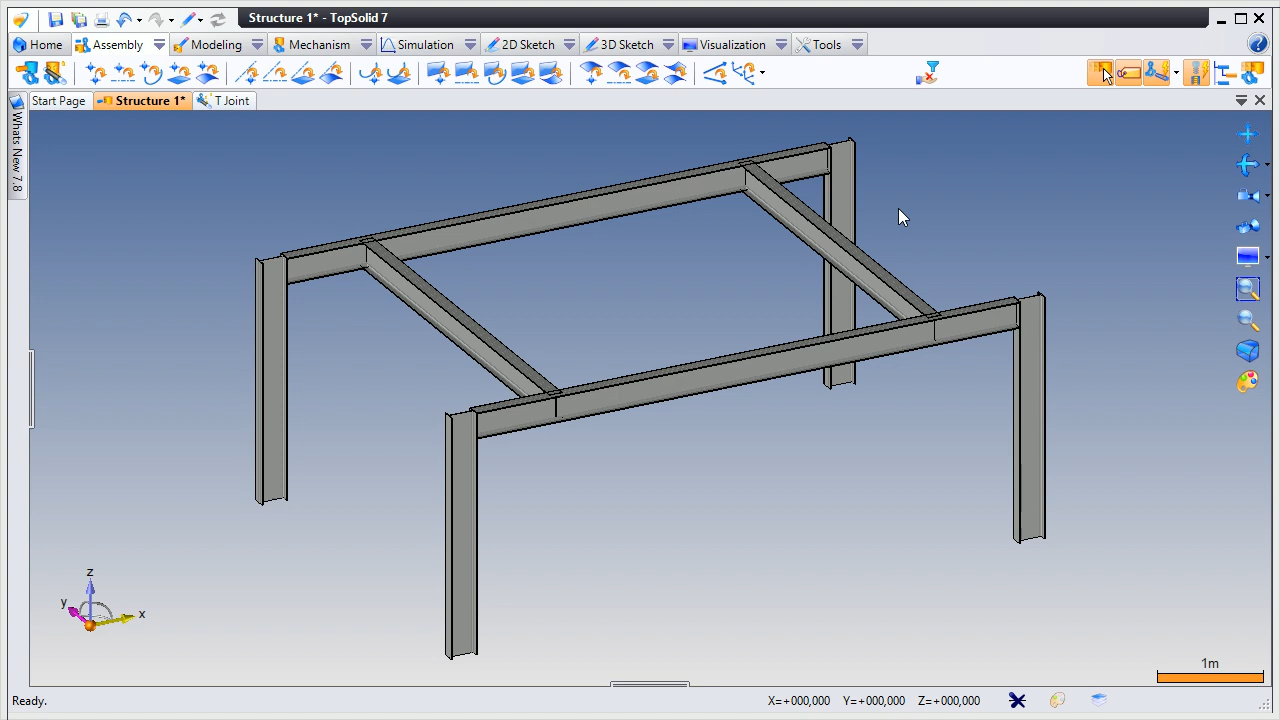 Structure 1* - TopSolid 7
Home Assembly Modeling Mechanism Simulation 2D Sketch 3D Sketch Visualization Tools
Start Page Structure 1* T Joint
Whats New 7.8
z
y
x
1m
Ready. X=+000,000 Y=+000,000 Z=+000,000